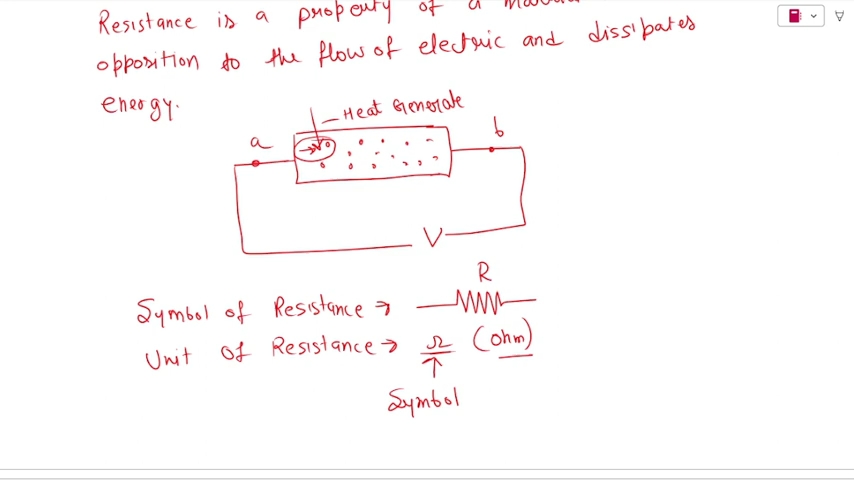 Resistance is a property of a
opposition to the flow of electric and dissipates
energy.
Heat Generate
a
b
V
R
Symbol of Resistance →
Unit of Resistance → Ω (ohm)
Symbol